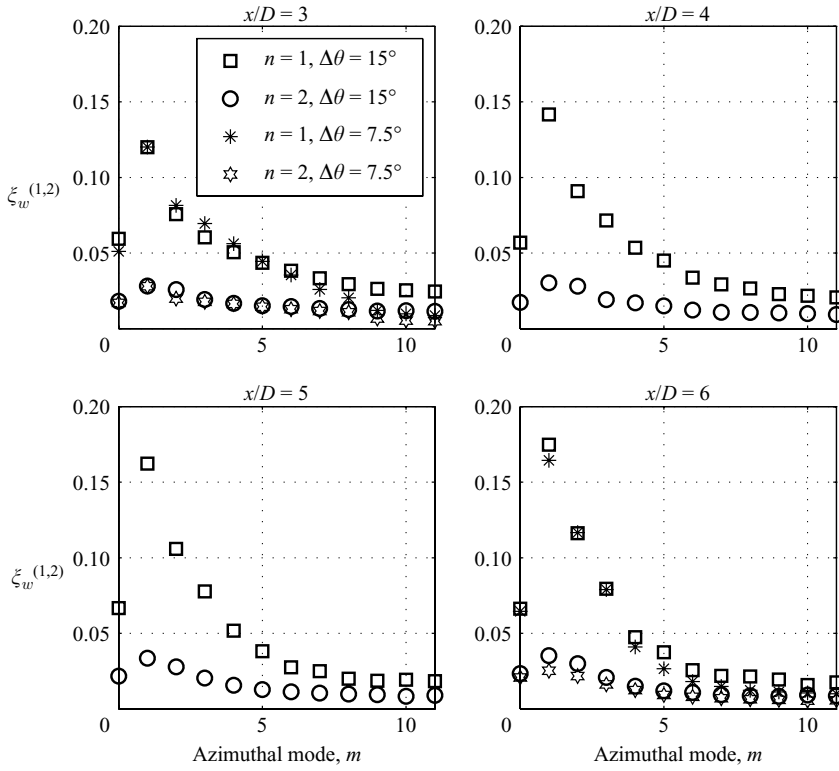 x/D = 3
0.20
0.15
0.10
0.05
ξw(1,2)
0
5
10
n = 1, Δθ = 15°
n = 2, Δθ = 15°
n = 1, Δθ = 7.5°
n = 2, Δθ = 7.5°
x/D = 4
0.20
0.15
0.10
0.05
0
5
10
x/D = 5
0.20
0.15
0.10
0.05
ξw(1,2)
0
5
10
Azimuthal mode, m
x/D = 6
0.20
0.15
0.10
0.05
0
5
10
Azimuthal mode, m